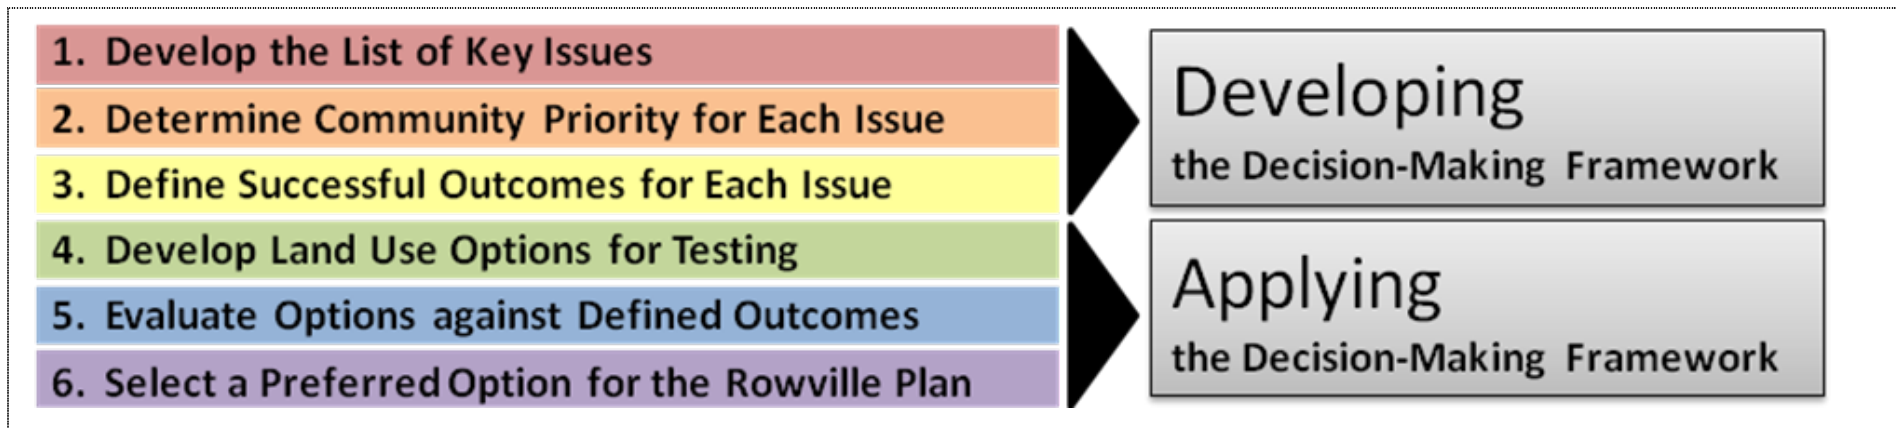 1. Develop the List of Key Issues
2. Determine Community Priority for Each Issue
3. Define Successful Outcomes for Each Issue
4. Develop Land Use Options for Testing
5. Evaluate Options against Defined Outcomes
6. Select a Preferred Option for the Rowville Plan
Developing
the Decision-Making Framework
Applying
the Decision-Making Framework